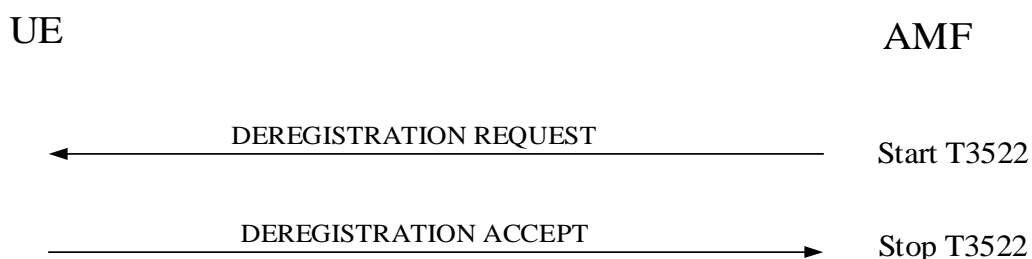 UE
AMF
DEREGISTRATION REQUEST
Start T3522
DEREGISTRATION ACCEPT
Stop T3522